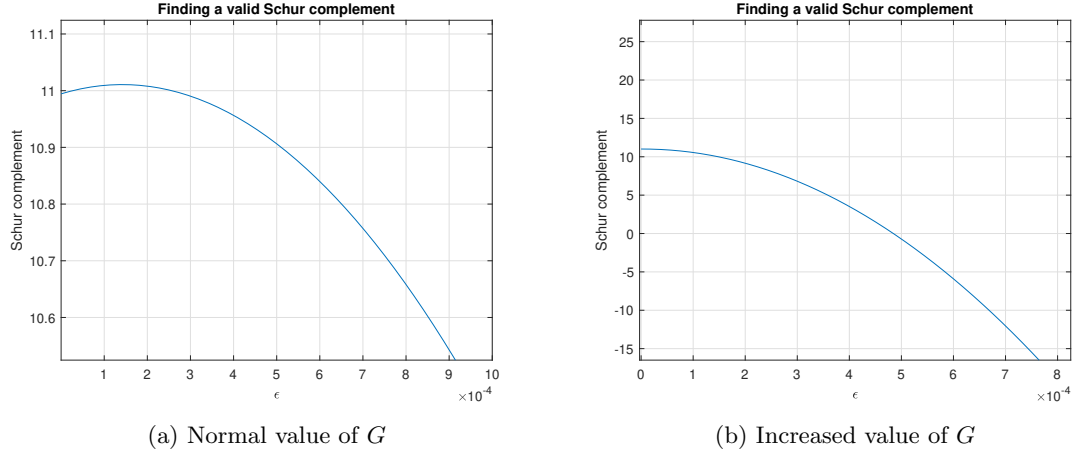 Finding a valid Schur complement
11.1
11
10.9
10.8
10.7
10.6
Schur complement
1 2 3 4 5 6 7 8 9 10
ϵ
×10⁻⁴
(a) Normal value of G
Finding a valid Schur complement
25
20
15
10
5
0
-5
-10
-15
Schur complement
0 1 2 3 4 5 6 7 8
ϵ
×10⁻⁴
(b) Increased value of G